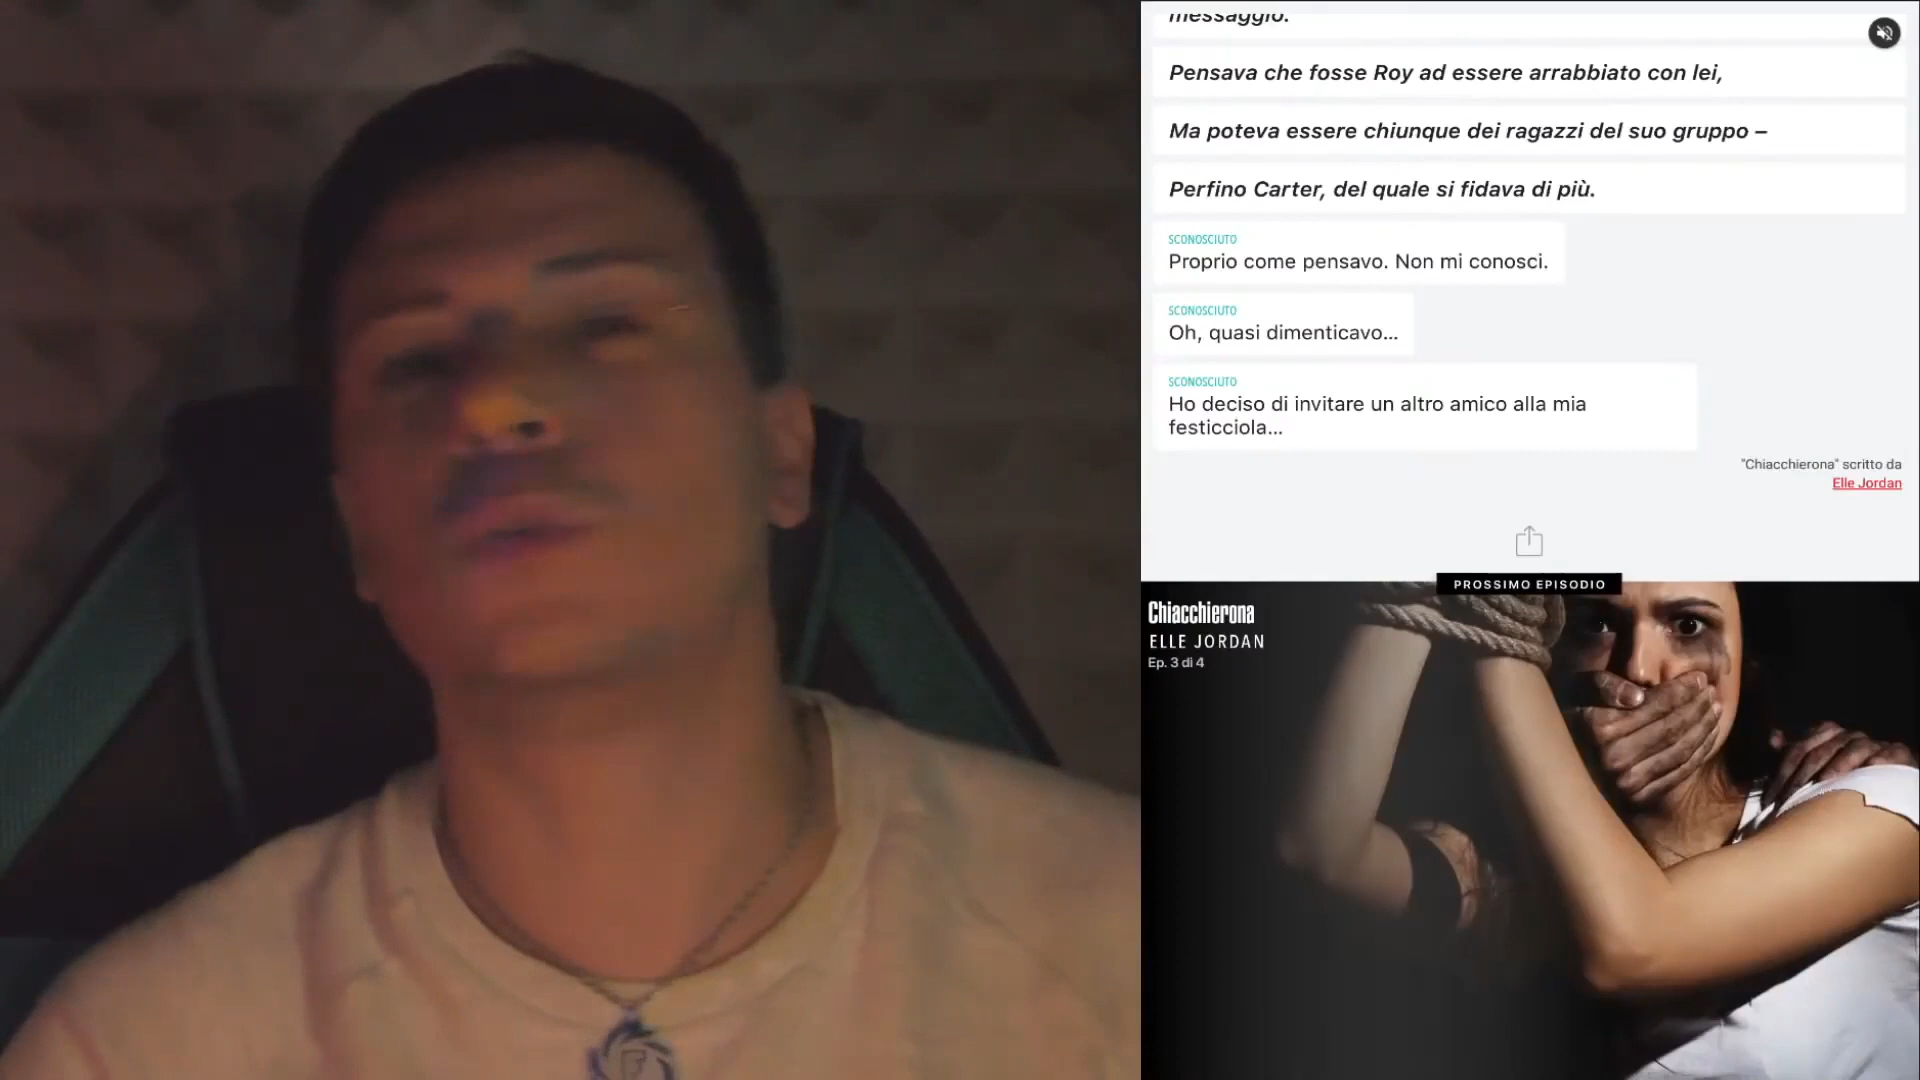 messaggio.
Pensava che fosse Roy ad essere arrabbiato con lei,
Ma poteva essere chiunque dei ragazzi del suo gruppo –
Perfino Carter, del quale si fidava di più.
SCONOSCIUTO
Proprio come pensavo. Non mi conosci.
SCONOSCIUTO
Oh, quasi dimenticavo...
SCONOSCIUTO
Ho deciso di invitare un altro amico alla mia
festicciola...
"Chiacchierona" scritto da
Elle Jordan
PROSSIMO EPISODIO
Chiacchierona
ELLE JORDAN
Ep. 3 di 4